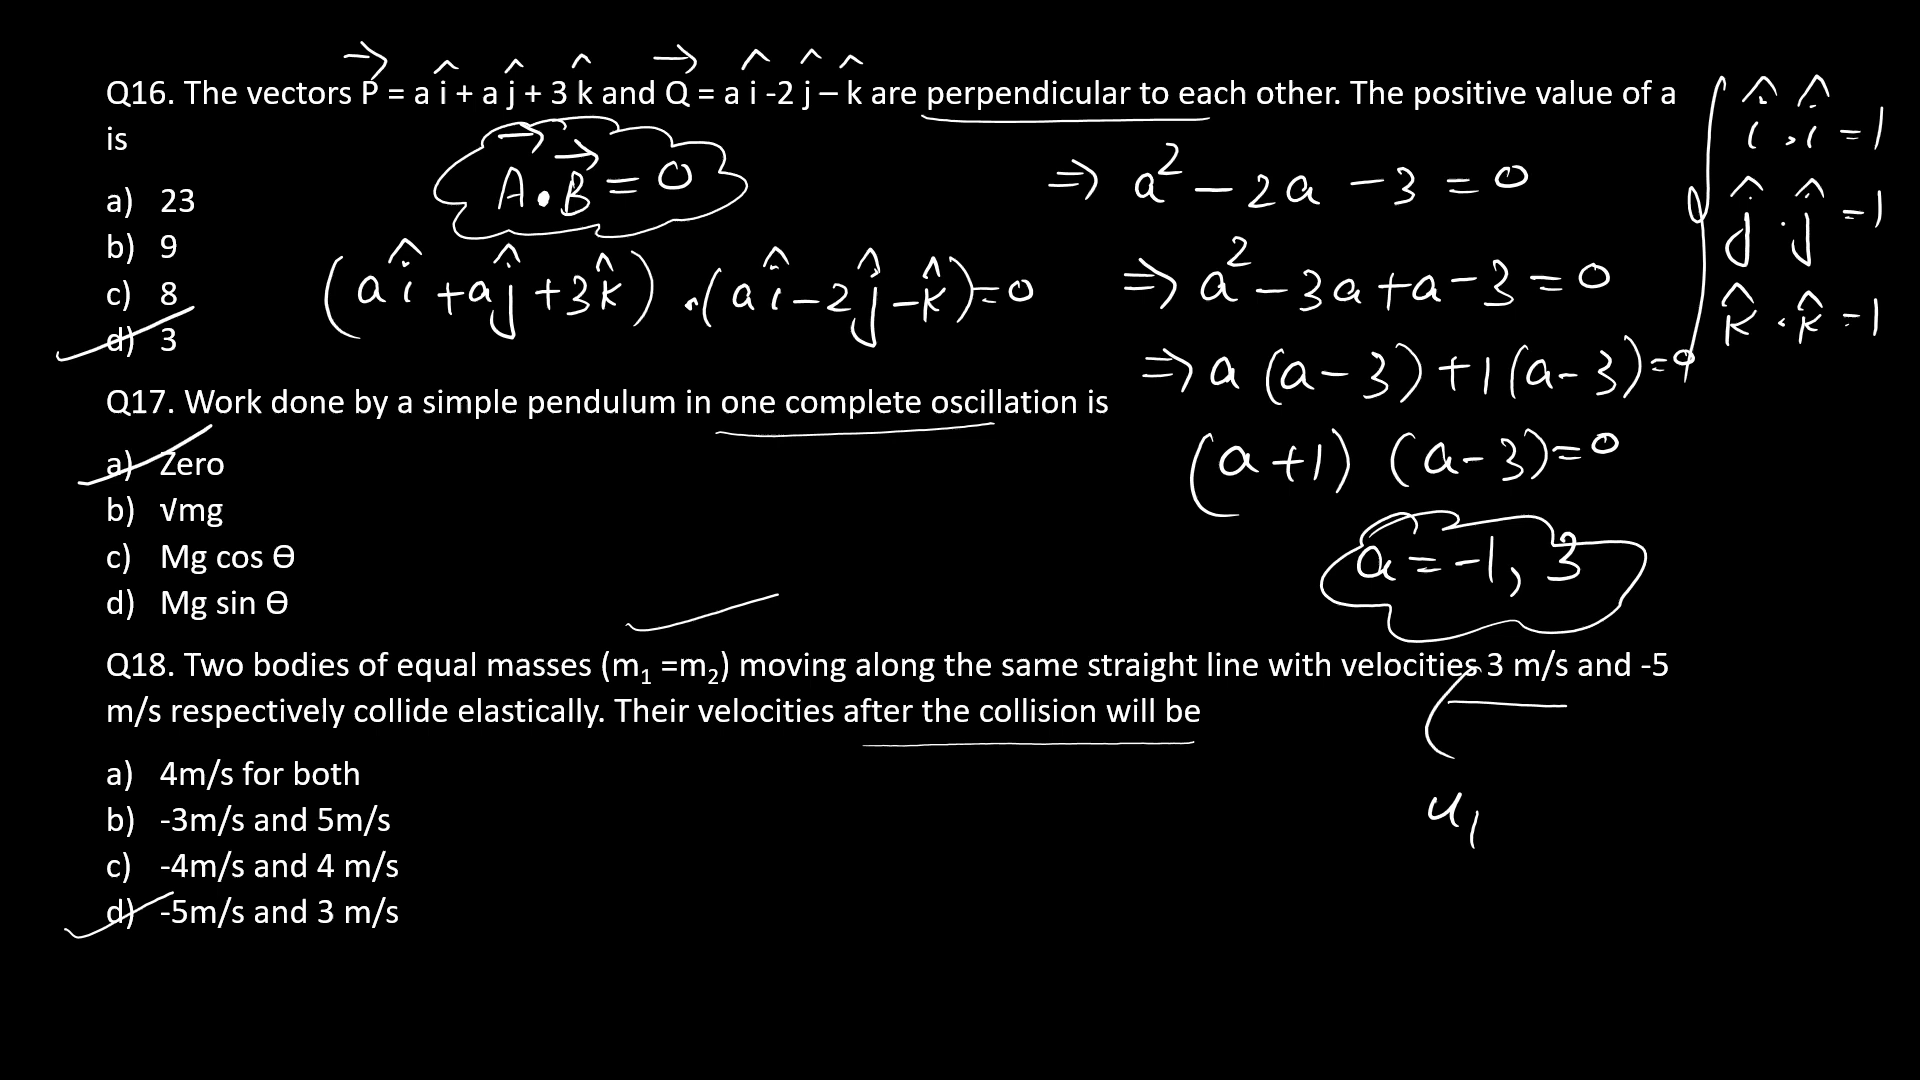 Q16. The vectors P⃗ = a î + a ĵ + 3 k̂ and Q⃗ = a î -2 ĵ – k̂ are perpendicular to each other. The positive value of a
is
a) 23
b) 9
c) 8
d) 3
A⃗ . B⃗ = 0
(aî + aĵ + 3k̂) . (aî – 2ĵ – k̂) = 0
⇒ a² – 2a – 3 = 0
⇒ a² – 3a + a – 3 = 0
⇒ a (a – 3) + 1 (a – 3) = 0
(a + 1) (a – 3) = 0
a = -1, 3
î . î = 1
ĵ . ĵ = 1
k̂ . k̂ = 1
Q17. Work done by a simple pendulum in one complete oscillation is
a) Zero
b) √mg
c) Mg cos ϴ
d) Mg sin ϴ
Q18. Two bodies of equal masses (m₁ =m₂) moving along the same straight line with velocities 3 m/s and -5
m/s respectively collide elastically. Their velocities after the collision will be
a) 4m/s for both
b) -3m/s and 5m/s
c) -4m/s and 4 m/s
d) -5m/s and 3 m/s
u₁